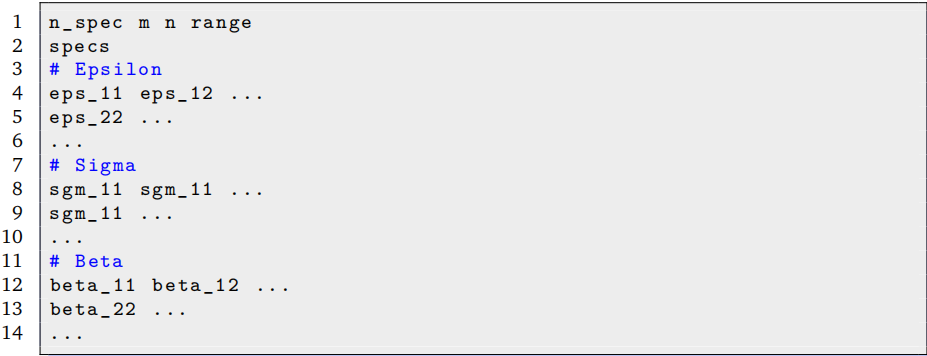 1 n_spec m n range
2 specs
3 # Epsilon
4 eps_11 eps_12 ...
5 eps_22 ...
6 ...
7 # Sigma
8 sgm_11 sgm_11 ...
9 sgm_11 ...
10 ...
11 # Beta
12 beta_11 beta_12 ...
13 beta_22 ...
14 ...